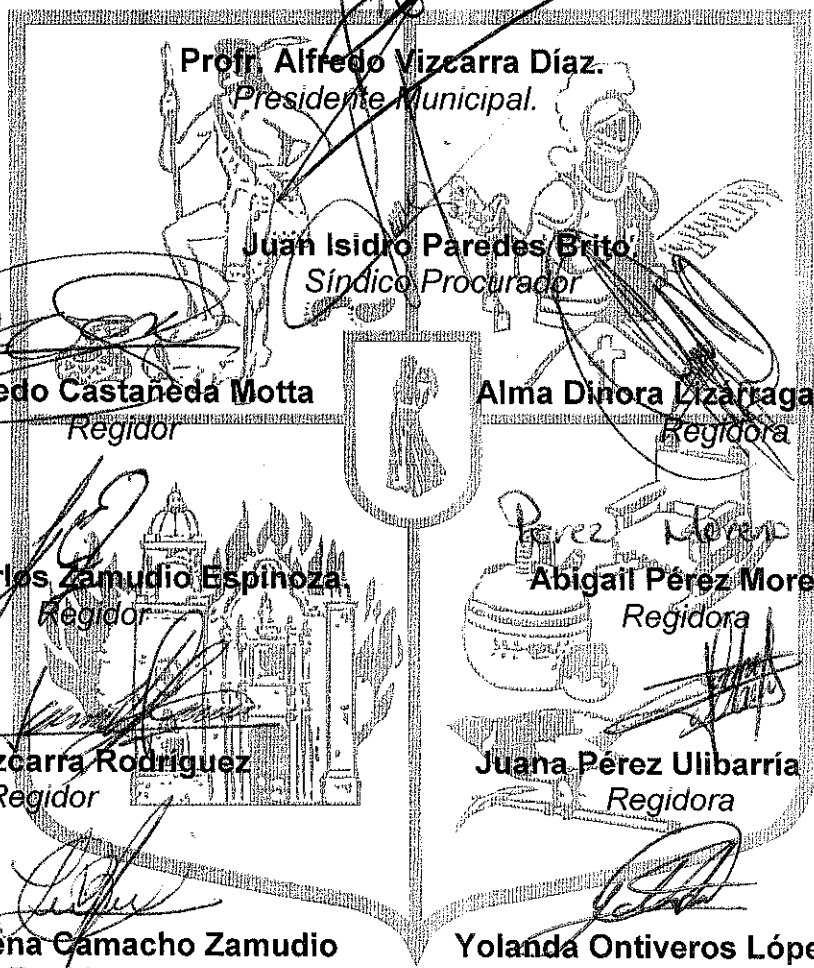 Profr. Alfredo Vizcarra Díaz.
Presidente Municipal.
Juan Isidro Paredes Brito.
Síndico Procurador
edo Castañeda Motta
Regidor
Alma Dinora Lizárraga
Regidora
Perez Moreno
rlos Zamudio Espinoza.
Regidor
Abigail Pérez More
Regidora
zcarra Rodríguez
Regidor
Juana Pérez Ulibarría
Regidora
ena Camacho Zamudio
Yolanda Ontiveros Lópe